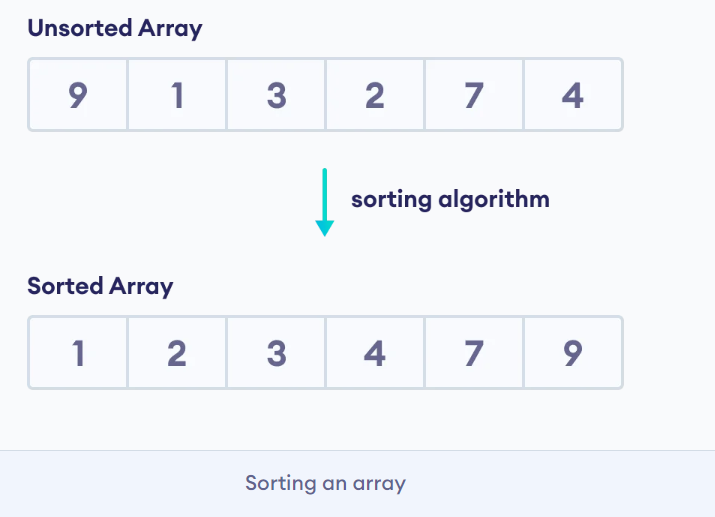 Unsorted Array
9 1 3 2 7 4
sorting algorithm
Sorted Array
1 2 3 4 7 9
Sorting an array